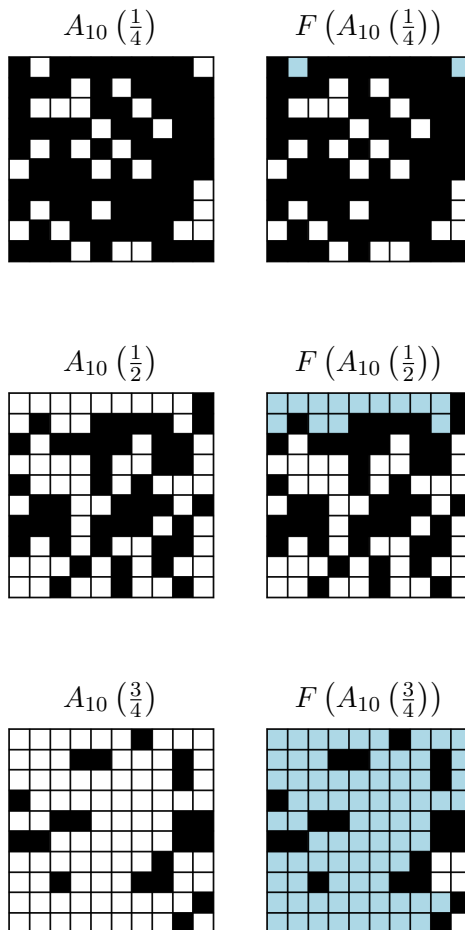 A₁₀ (1/4) F (A₁₀ (1/4))
A₁₀ (1/2) F (A₁₀ (1/2))
A₁₀ (3/4) F (A₁₀ (3/4))